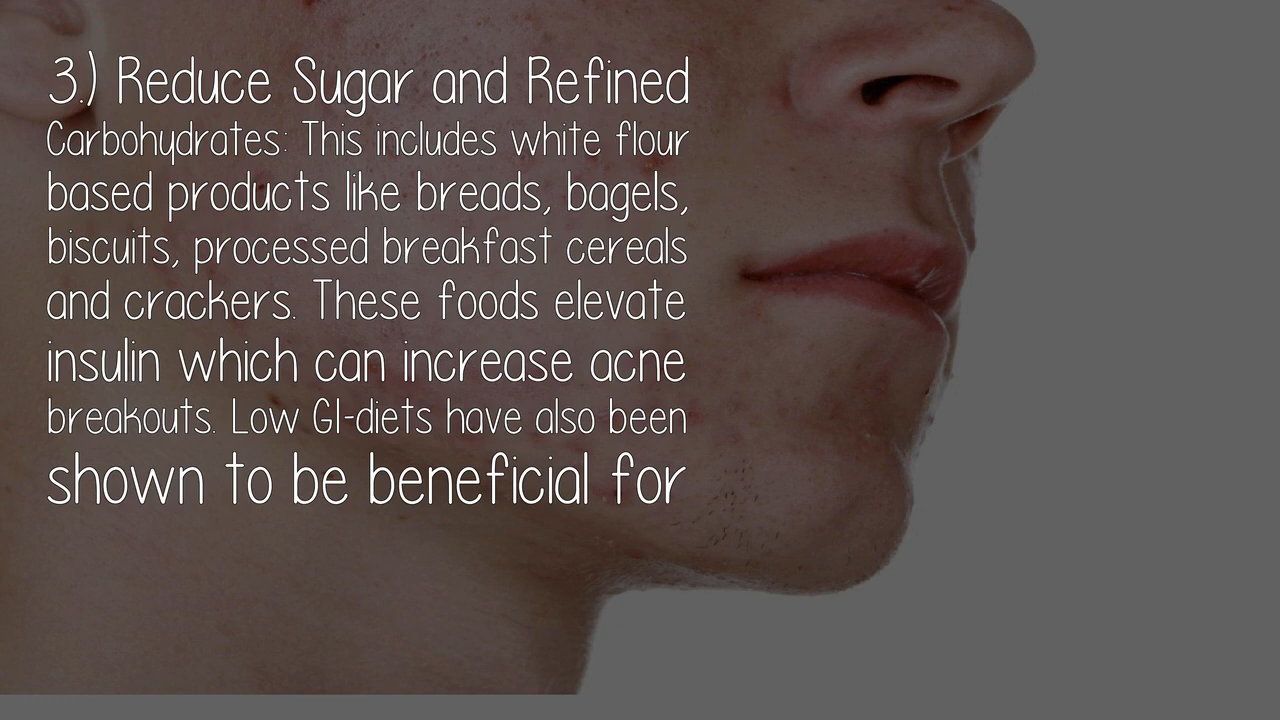 3.) Reduce Sugar and Refined
Carbohydrates: This includes white flour
based products like breads, bagels,
biscuits, processed breakfast cereals
and crackers. These foods elevate
insulin which can increase acne
breakouts. Low GI-diets have also been
shown to be beneficial for